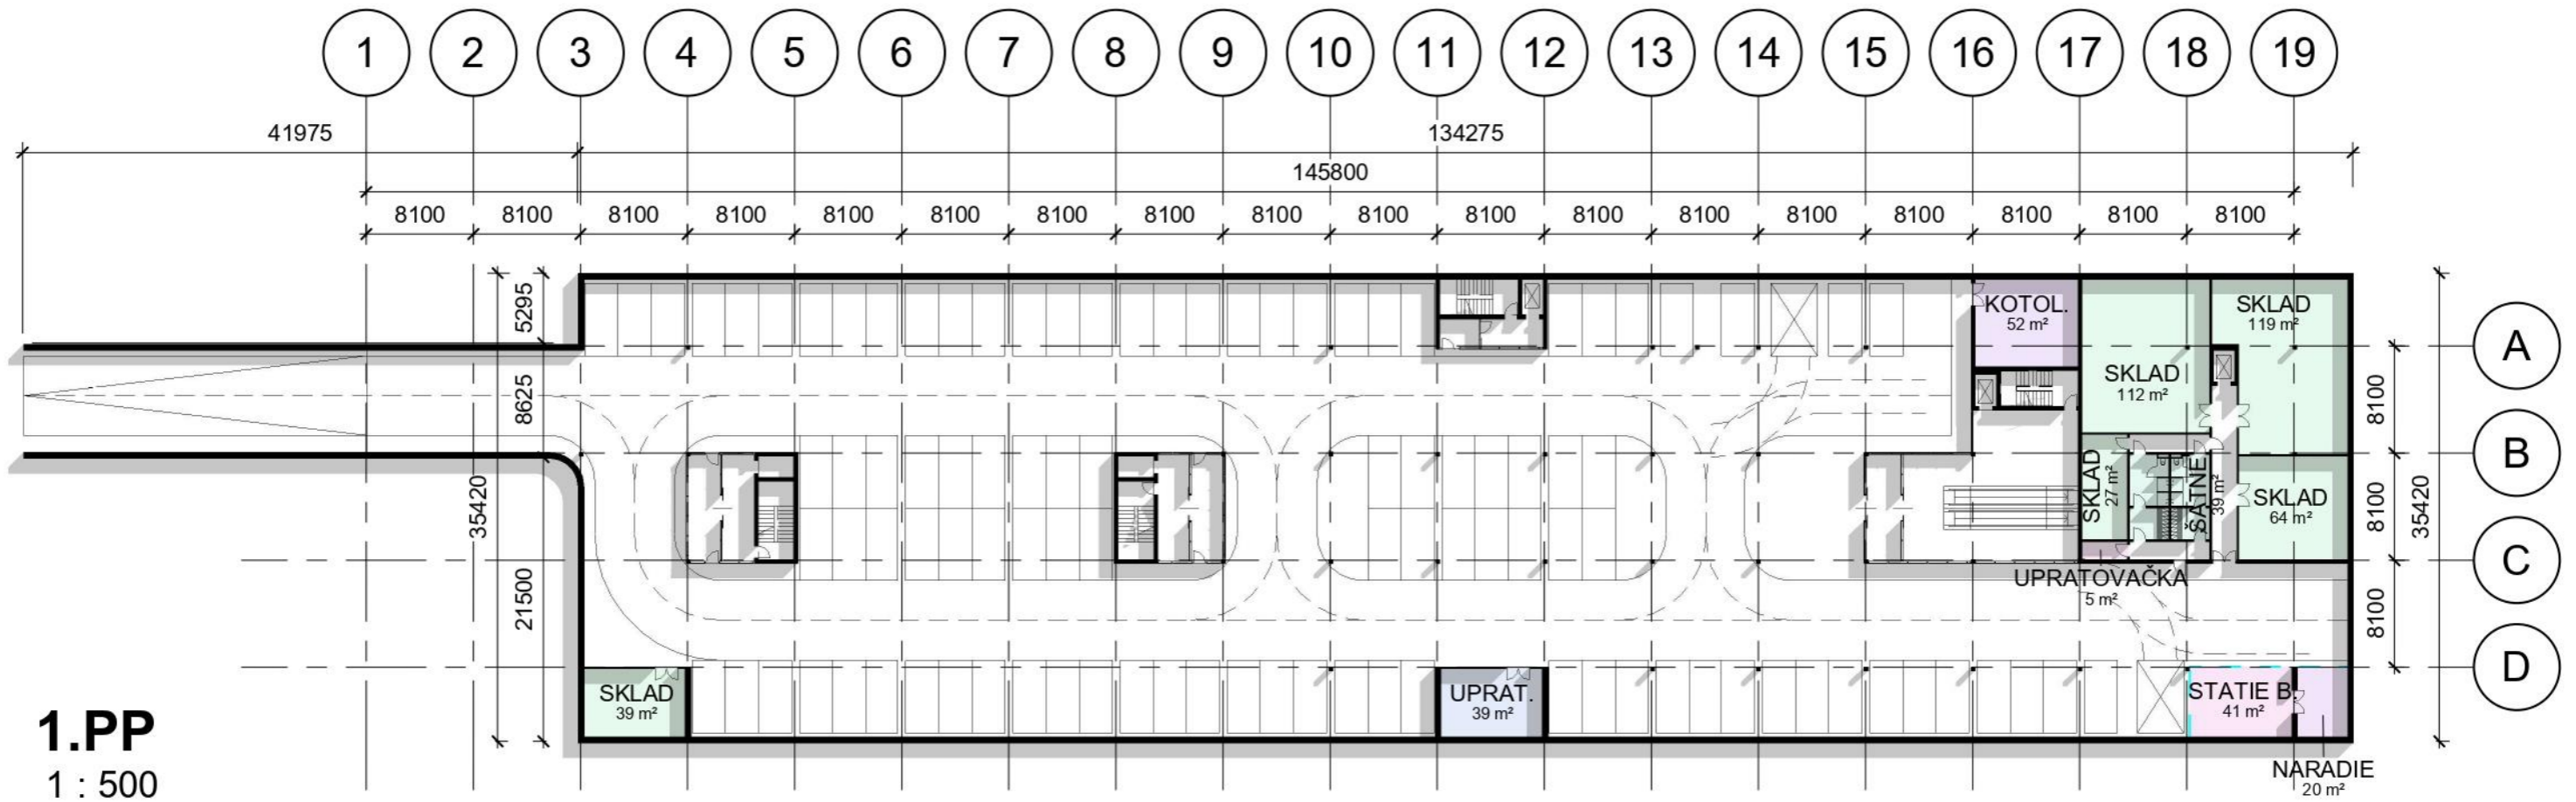 1 2 3 4 5 6 7 8 9 10 11 12 13 14 15 16 17 18 19
41975 134275
145800
8100 8100 8100 8100 8100 8100 8100 8100 8100 8100 8100 8100 8100 8100 8100 8100 8100 8100
5295
8625
35420
21500
KOTOL.
52 m²
SKLAD
119 m²
SKLAD
112 m²
SKLAD
27 m²
ŠATNE
39 m²
SKLAD
64 m²
UPRATOVAČKA
5 m²
A
B
C
D
8100
8100
8100
35420
SKLAD
39 m²
UPRAT.
39 m²
STATIE B.
41 m²
NARADIE
20 m²
1.PP
1 : 500